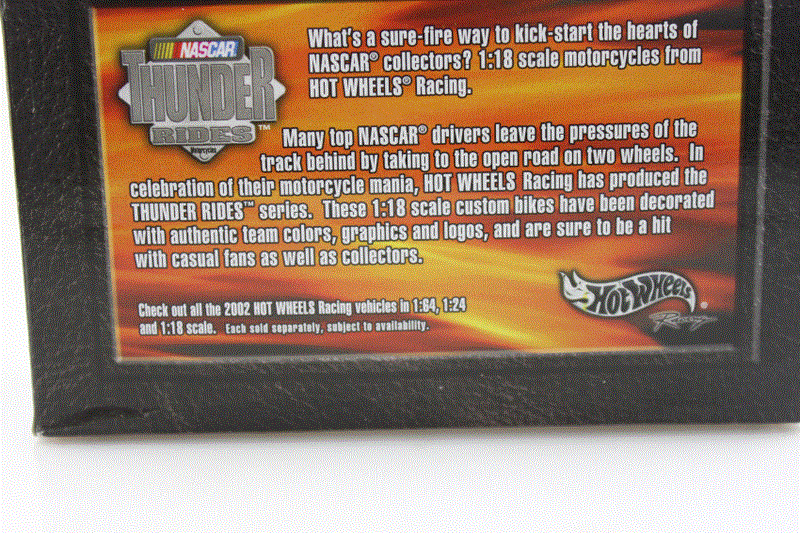 NASCAR
THUNDER
RIDES™
Motorcycles
What's a sure-fire way to kick-start the hearts of
NASCAR® collectors? 1:18 scale motorcycles from
HOT WHEELS® Racing.
Many top NASCAR® drivers leave the pressures of the
track behind by taking to the open road on two wheels. In
celebration of their motorcycle mania, HOT WHEELS Racing has produced the
THUNDER RIDES™ series. These 1:18 scale custom bikes have been decorated
with authentic team colors, graphics and logos, and are sure to be a hit
with casual fans as well as collectors.
Check out all the 2002 HOT WHEELS Racing vehicles in 1:64, 1:24
and 1:18 scale. Each sold separately, subject to availability.
Hot Wheels®
Racing